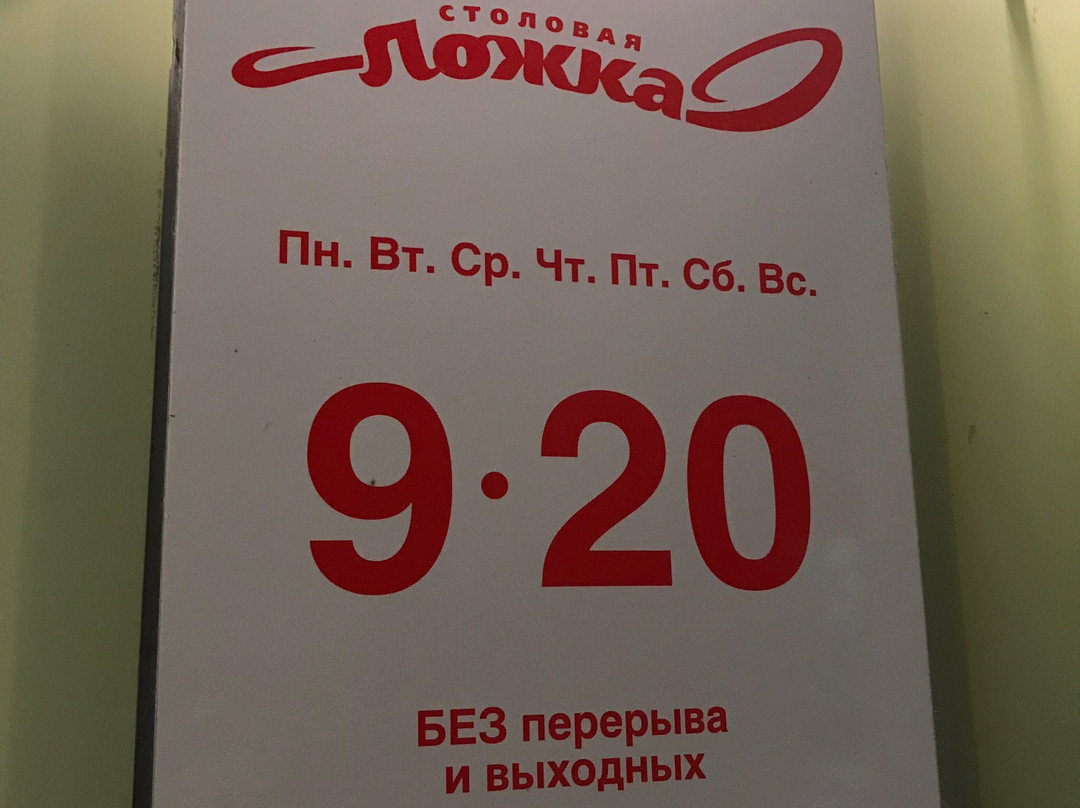 СТОЛОВАЯ
Ложка
Пн. Вт. Ср. Чт. Пт. Сб. Вс.
9·20
БЕЗ перерыва
и выходных